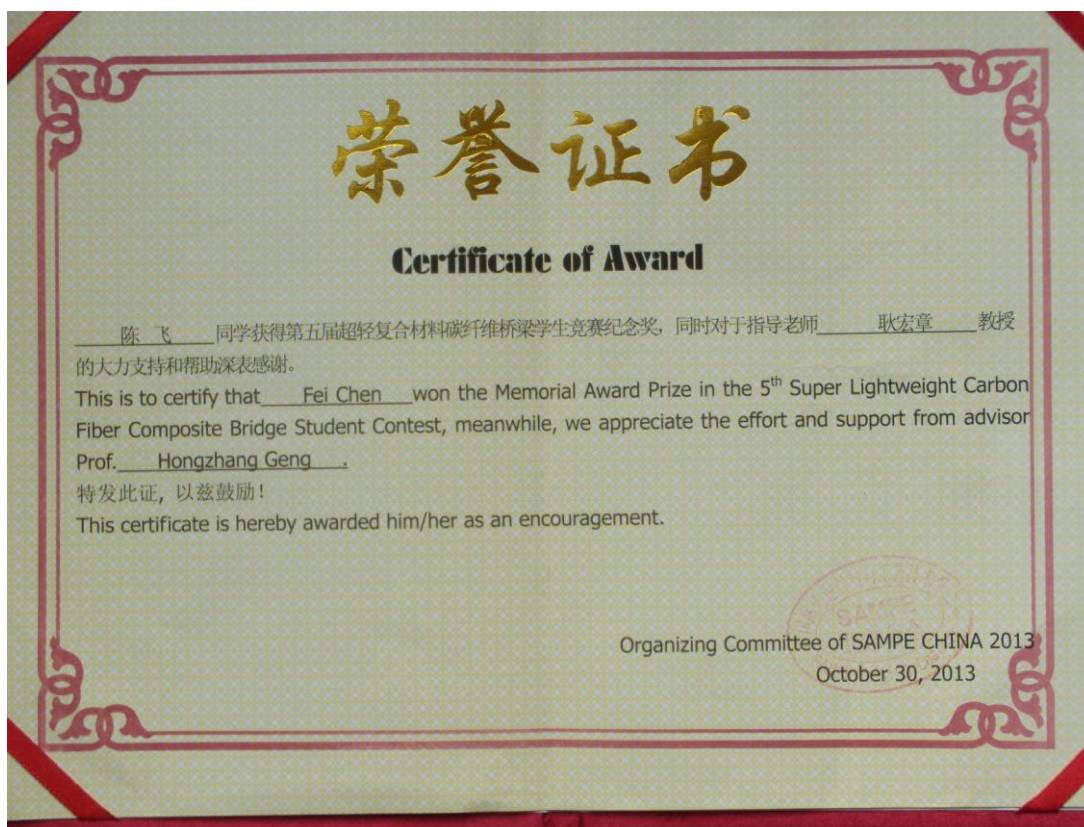 荣誉证书
Certificate of Award
陈 飞 同学获得第五届超轻复合材料碳纤维桥梁学生竞赛纪念奖，同时对于指导老师 耿宏章 教授
的大力支持和帮助深表感谢。
This is to certify that Fei Chen won the Memorial Award Prize in the 5th Super Lightweight Carbon
Fiber Composite Bridge Student Contest, meanwhile, we appreciate the effort and support from advisor
Prof. Hongzhang Geng .
特发此证，以兹鼓励！
This certificate is hereby awarded him/her as an encouragement.
SAMPE
Organizing Committee of SAMPE CHINA 2013
October 30, 2013